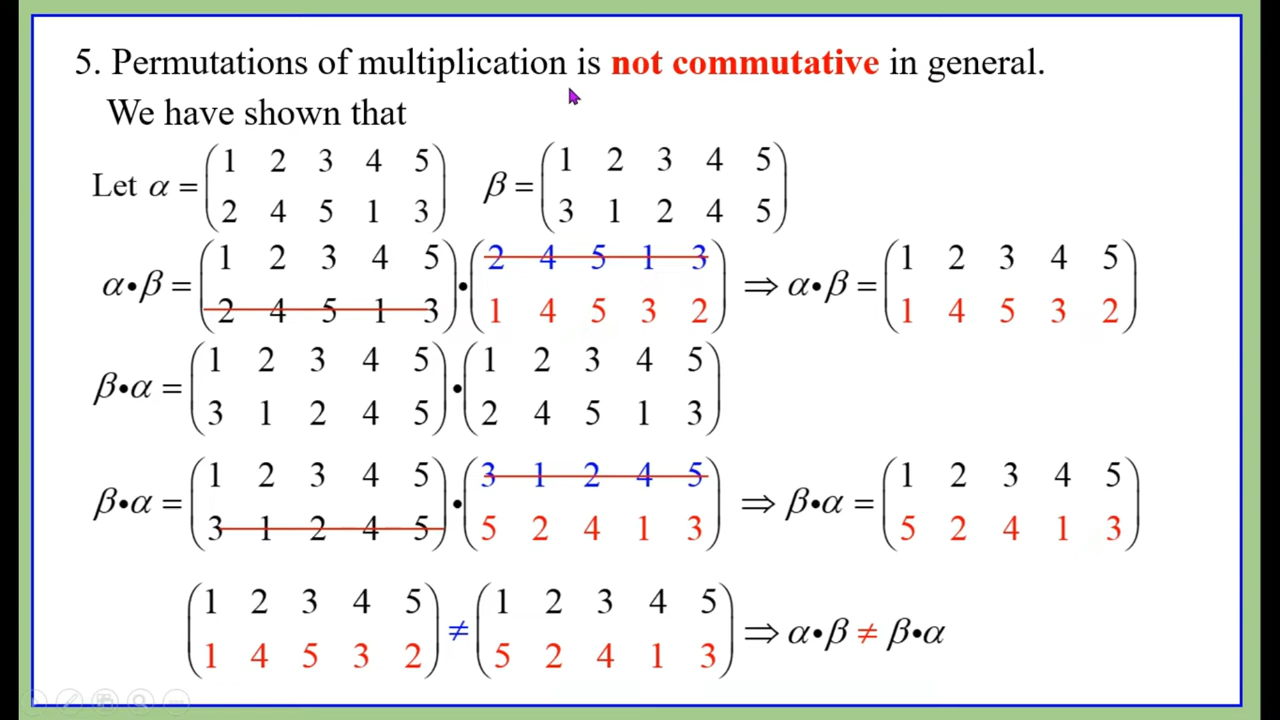 5. Permutations of multiplication is not commutative in general.
We have shown that
Let α = (1 2 3 4 5 / 2 4 5 1 3) β = (1 2 3 4 5 / 3 1 2 4 5)
α•β = (1 2 3 4 5 / 2 4 5 1 3) • (2 4 5 1 3 / 1 4 5 3 2) ⇒ α•β = (1 2 3 4 5 / 1 4 5 3 2)
β•α = (1 2 3 4 5 / 3 1 2 4 5) • (1 2 3 4 5 / 2 4 5 1 3)
β•α = (1 2 3 4 5 / 3 1 2 4 5) • (3 1 2 4 5 / 5 2 4 1 3) ⇒ β•α = (1 2 3 4 5 / 5 2 4 1 3)
(1 2 3 4 5 / 1 4 5 3 2) ≠ (1 2 3 4 5 / 5 2 4 1 3) ⇒ α•β ≠ β•α